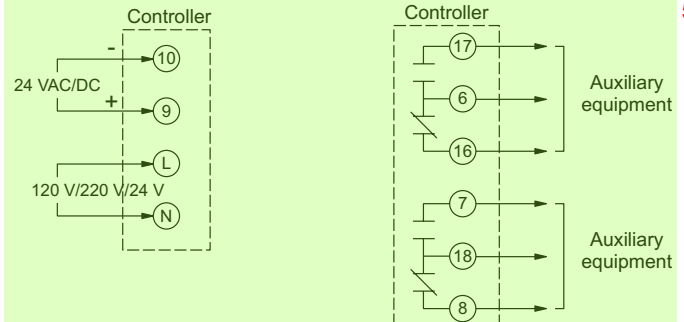 Controller
-
10
24 VAC/DC
+
9
L
120 V/220 V/24 V
N
Controller
17
6
Auxiliary
equipment
16
7
18
Auxiliary
equipment
8